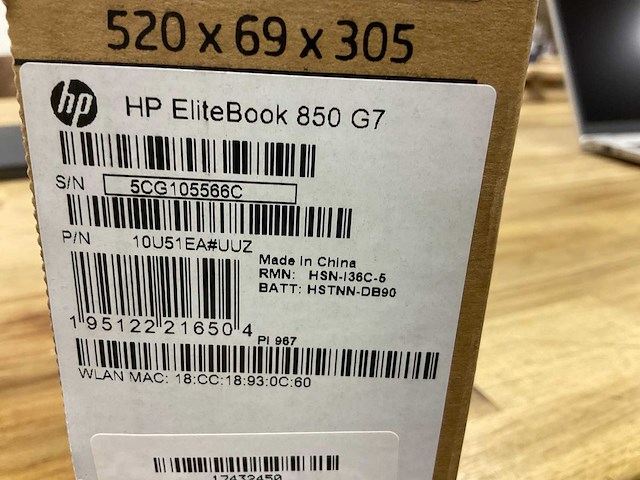 520 x 69 x 305
hp HP EliteBook 850 G7
S/N 5CG105566C
P/N 10U51EA#UUZ
Made In China
RMN: HSN-I36C-5
BATT: HSTNN-DB90
1 95122 21650 4
PI 967
WLAN MAC: 18:CC:18:93:0C:60
17432450